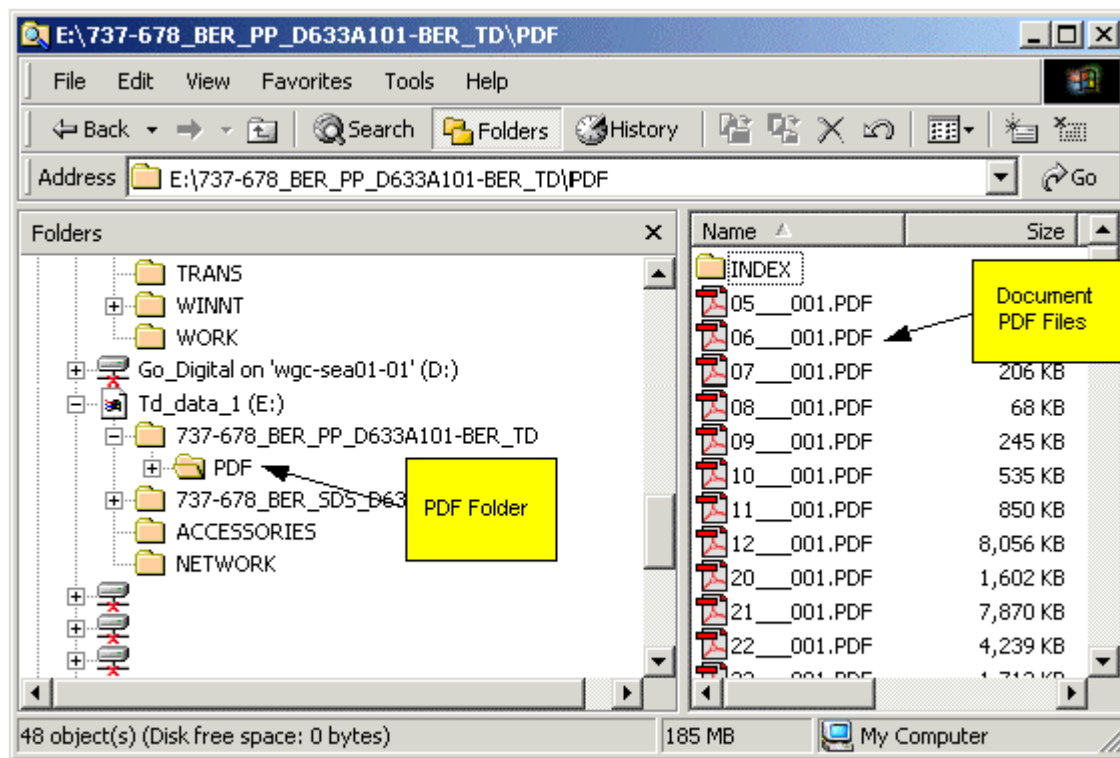 E:\737-678_BER_PP_D633A101-BER_TD\PDF
File Edit View Favorites Tools Help
Back Search Folders History
Address E:\737-678_BER_PP_D633A101-BER_TD\PDF Go
Folders
TRANS
WINNT
WORK
Go_Digital on 'wgc-sea01-01' (D:)
Td_data_1 (E:)
737-678_BER_PP_D633A101-BER_TD
PDF
737-678_BER_SDS_D63
ACCESSORIES
NETWORK
PDF Folder
Name Size
INDEX
05___001.PDF
06___001.PDF
07___001.PDF 206 KB
08___001.PDF 68 KB
09___001.PDF 245 KB
10___001.PDF 535 KB
11___001.PDF 850 KB
12___001.PDF 8,056 KB
20___001.PDF 1,602 KB
21___001.PDF 7,870 KB
22___001.PDF 4,239 KB
Document
PDF Files
48 object(s) (Disk free space: 0 bytes) 185 MB My Computer